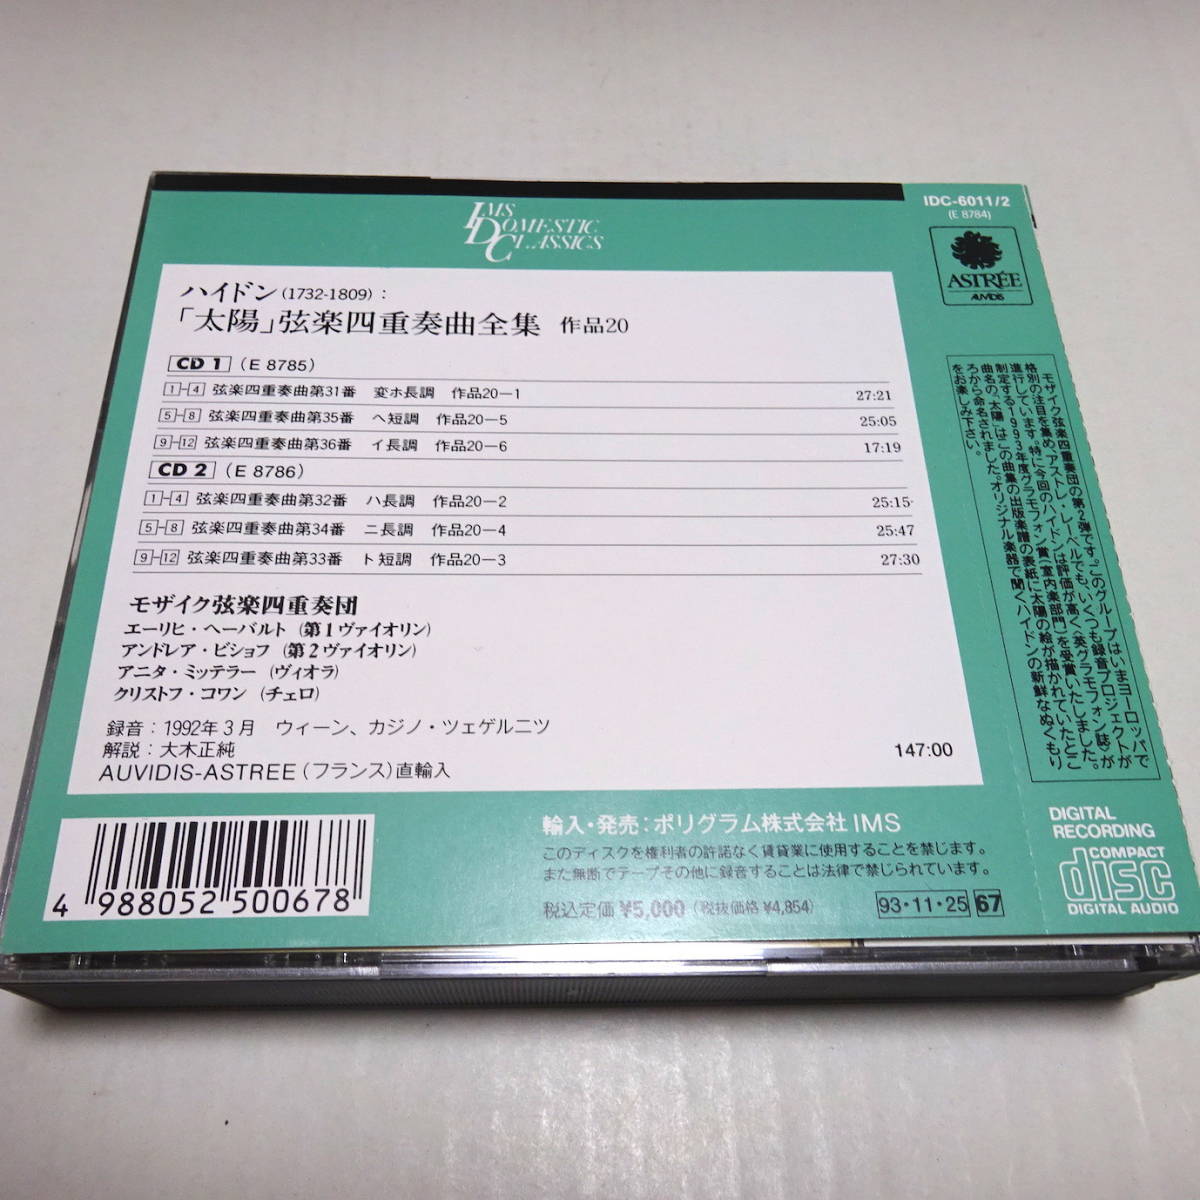 IMS
DOMESTIC
CLASSICS
ハイドン (1732-1809) :
「太陽」弦楽四重奏曲全集 作品20
CD 1 (E 8785)
1-4 弦楽四重奏曲第31番 変ホ長調 作品20−1 27:21
5-8 弦楽四重奏曲第35番 ヘ短調 作品20−5 25:05
9-12 弦楽四重奏曲第36番 イ長調 作品20−6 17:19
CD 2 (E 8786)
1-4 弦楽四重奏曲第32番 ハ長調 作品20−2 25:15
5-8 弦楽四重奏曲第34番 ニ長調 作品20−4 25:47
9-12 弦楽四重奏曲第33番 ト短調 作品20−3 27:30
モザイク弦楽四重奏団
エーリヒ・ヘーバルト (第1ヴァイオリン)
アンドレア・ビショフ (第2ヴァイオリン)
アニタ・ミッテラー (ヴィオラ)
クリストフ・コワン (チェロ)
録音：1992年3月 ウィーン、カジノ・ツェゲルニツ
解説：大木正純
AUVIDIS-ASTREE (フランス) 直輸入
147:00
4 988052 500678
輸入・発売：ポリグラム株式会社 IMS
このディスクを権利者の許諾なく賃貸業に使用することを禁じます。
また無断でテープその他に録音することは法律で禁じられています。
税込定価 ¥5,000 (税抜価格 ¥4,854)
93・11・25 67
IDC-6011/2
(E 8784)
ASTRÉE
AUVIDIS
モザイク弦楽四重奏団の第2弾です。このグループはいまヨーロッパで
格別の注目を集め、アストレ・レーベルでも、いくつも録音プロジェクトが
進行しています。特に今回のハイドンは評価が高く〈英グラモフォン誌〉が
制定する1993年度グラモフォン賞(室内楽部門)を受賞いたしました。
曲名の、“太陽”はこの曲集の出版楽譜の表紙に太陽の絵が描かれていたとこ
ろから命名されました。オリジナル楽器で聞くハイドンの新鮮なぬくもり
をお楽しみ下さい。
DIGITAL
RECORDING
COMPACT
disc
DIGITAL AUDIO